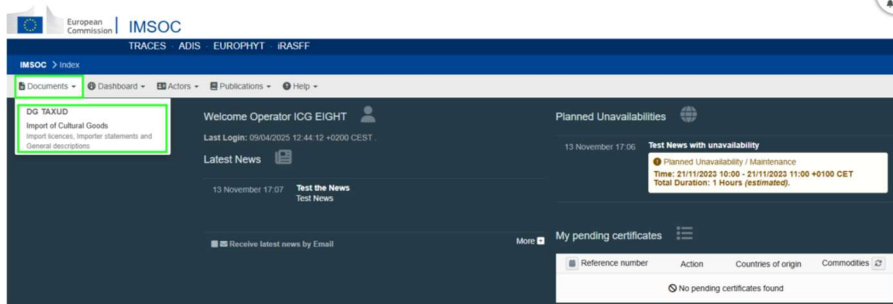 European
Commission
IMSOC
TRACES · ADIS · EUROPHYT · iRASFF
IMSOC > Index
Documents
Dashboard
Actors
Publications
Help
DG TAXUD
Import of Cultural Goods
Import licences, Importer statements and
General descriptions
Welcome Operator ICG EIGHT
Last Login: 09/04/2025 12:44:12 +0200 CEST .
Latest News
13 November 17:07 Test the News
Test News
Receive latest news by Email
More
Planned Unavailabilities
13 November 17:06 Test News with unavailability
Planned Unavailability / Maintenance
Time: 21/11/2023 10:00 - 21/11/2023 11:00 +0100 CET
Total Duration: 1 Hours (estimated).
My pending certificates
Reference number Action Countries of origin Commodities
No pending certificates found